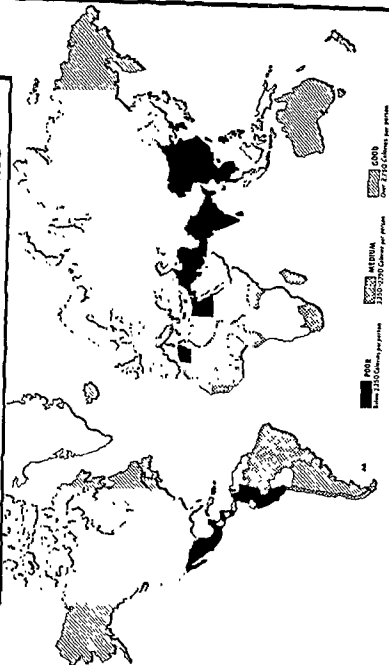 POOR
Below 2250 Calories per person
MEDIUM
2250-2750 Calories per person
GOOD
Over 2750 Calories per person